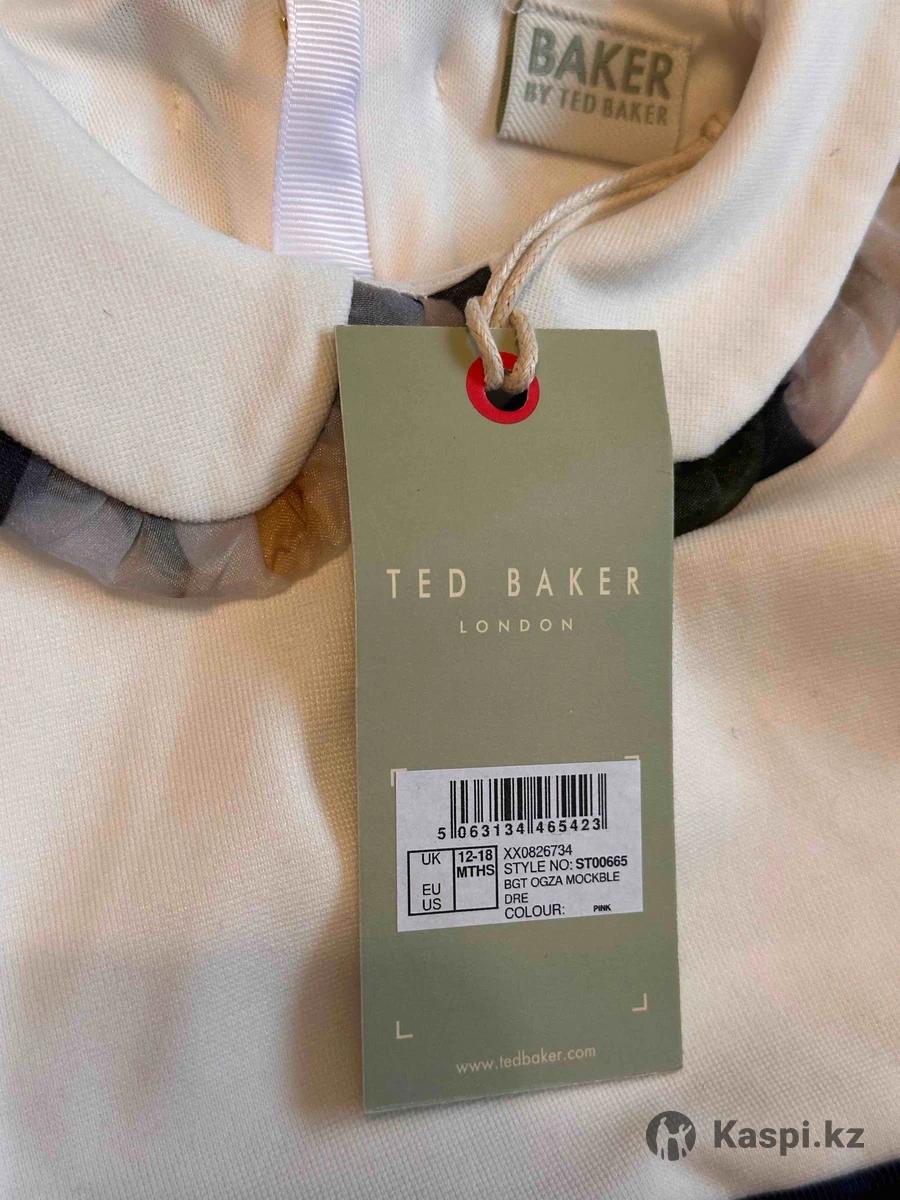 BAKER
BY TED BAKER
TED BAKER
LONDON
5 063134 465423
UK 12-18 MTHS
EU
US
XX0826734
STYLE NO: ST00665
BGT OGZA MOCKBLE
DRE
COLOUR: PINK
www.tedbaker.com
Kaspi.kz